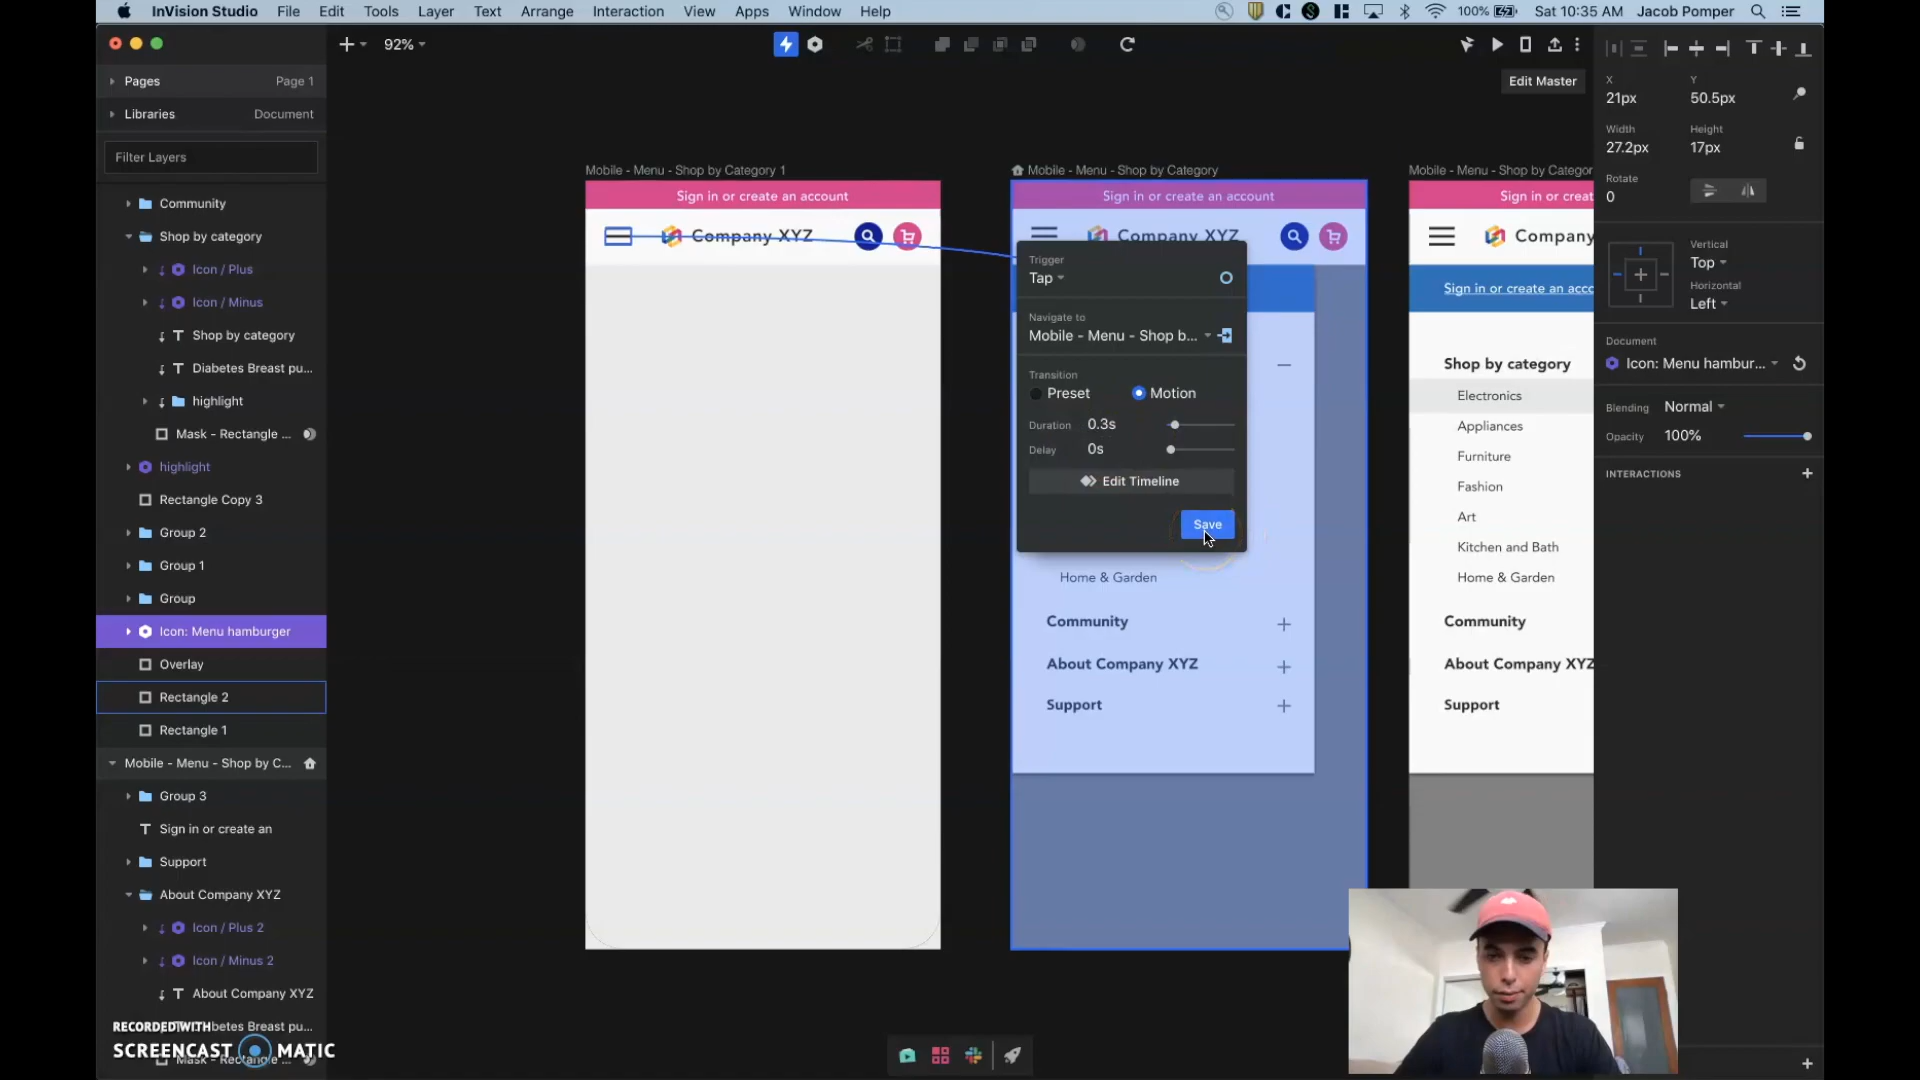 InVision Studio File Edit Tools Layer Text Arrange Interaction View Apps Window Help
100% Sat 10:35 AM Jacob Pomper
92%
Edit Master
Pages Page 1
Libraries Document
Filter Layers
Community
Shop by category
Icon / Plus
Icon / Minus
Shop by category
Diabetes Breast pu...
highlight
Mask - Rectangle ...
highlight
Rectangle Copy 3
Group 2
Group 1
Group
Icon: Menu hamburger
Overlay
Rectangle 2
Rectangle 1
Mobile - Menu - Shop by C...
Group 3
Sign in or create an
Support
About Company XYZ
Icon / Plus 2
Icon / Minus 2
About Company XYZ
betes Breast pu...
Mask - Rectangle ...
RECORDED WITH
SCREENCAST MATIC
Mobile - Menu - Shop by Category 1
Sign in or create an account
Company XYZ
Mobile - Menu - Shop by Category
Sign in or create an account
Company XYZ
Trigger
Tap
Navigate to
Mobile - Menu - Shop b...
Transition
Preset Motion
Duration 0.3s
Delay 0s
Edit Timeline
Save
Home & Garden
Community
About Company XYZ
Support
Mobile - Menu - Shop by Categor
Sign in or creat
Company
Sign in or create an acco
Shop by category
Electronics
Appliances
Furniture
Fashion
Art
Kitchen and Bath
Home & Garden
Community
About Company XYZ
Support
X Y
21px 50.5px
Width Height
27.2px 17px
Rotate
0
Vertical
Top
Horizontal
Left
Document
Icon: Menu hambur...
Blending Normal
Opacity 100%
INTERACTIONS